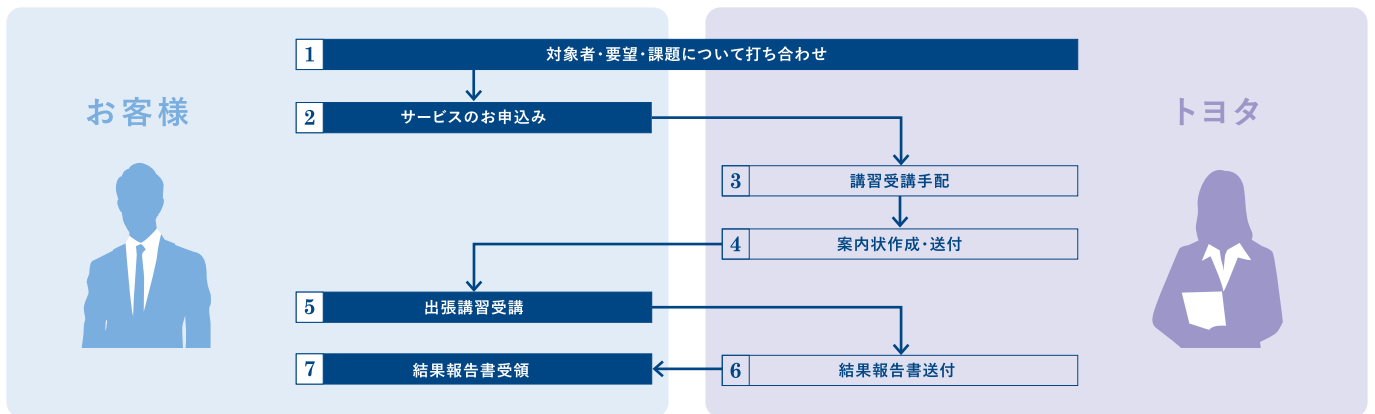 お客様
トヨタ
1 対象者・要望・課題について打ち合わせ
2 サービスのお申込み
3 講習受講手配
4 案内状作成・送付
5 出張講習受講
7 結果報告書受領
6 結果報告書送付